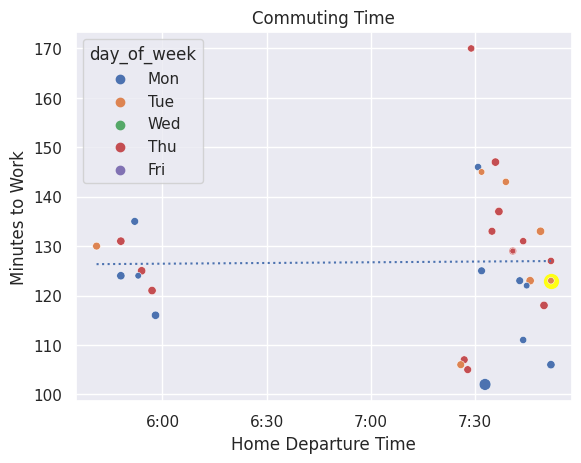 Commuting Time
day_of_week
Mon
Tue
Wed
Thu
Fri
170
160
150
140
130
120
110
100
Minutes to Work
6:00 6:30 7:00 7:30
Home Departure Time